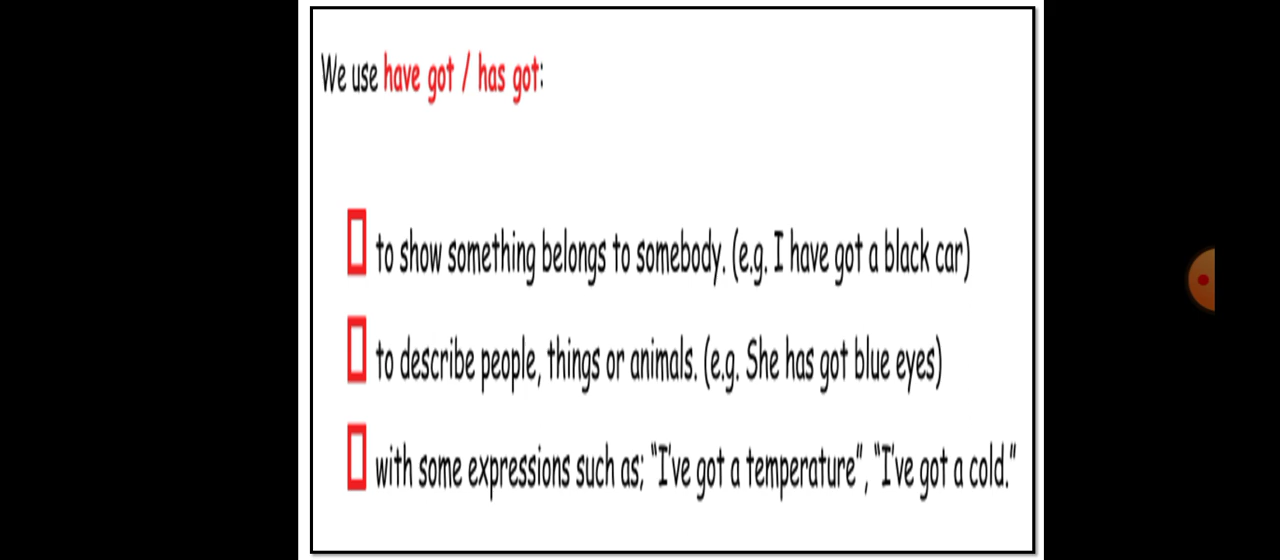 We use have got / has got:
to show something belongs to somebody. (e.g. I have got a black car)
to describe people, things or animals. (e.g. She has got blue eyes)
with some expressions such as; “I’ve got a temperature”, “I’ve got a cold.”